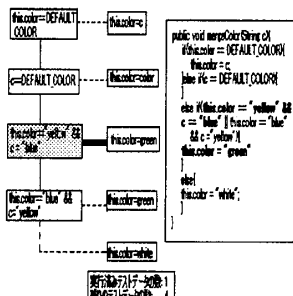 this.color==DEFAULT
COLOR
this.color=c
c==DEFAULT_COLOR
this.color=color
this.color="yellow" &&
c = "blue"
this.color=green
this.color=="blue" &&
c="yellow"
this.color=green
this.color=white
public void mergeColor(String c){
if(this.color == DEFAULT_COLOR){
this.color = c;
}else if(c = DEFAULT_COLOR){
}
else if(this.color == "yellow" &&
c == "blue" || this.color == "blue"
&& c = "yellow"){
this.color = "green"
}
else{
this.color = "white";
}
}
実行済みテストデータの数: 1